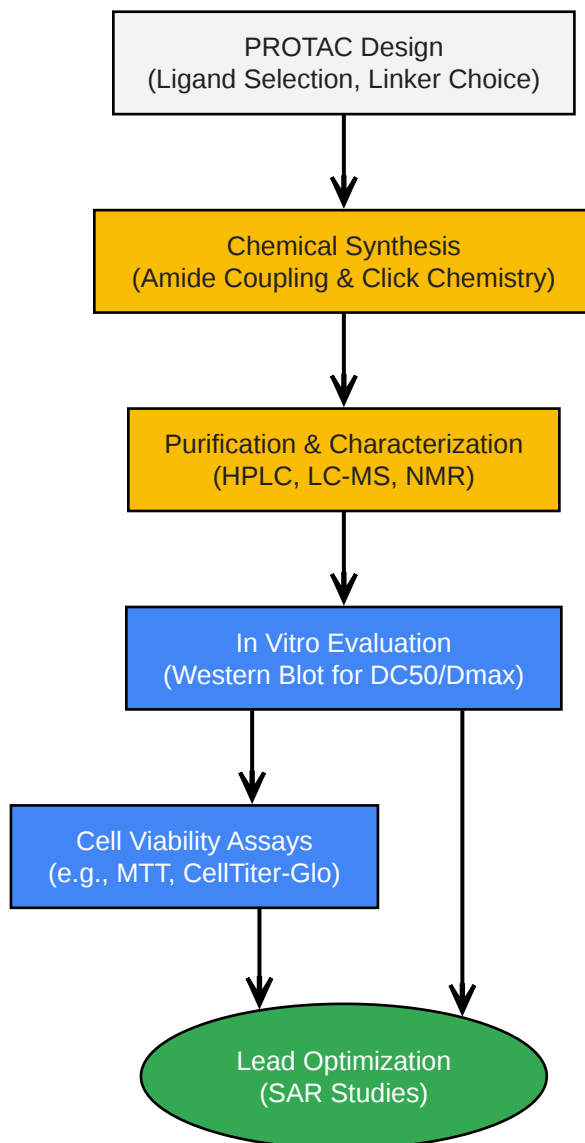 PROTAC Design
(Ligand Selection, Linker Choice)
Chemical Synthesis
(Amide Coupling & Click Chemistry)
Purification & Characterization
(HPLC, LC-MS, NMR)
In Vitro Evaluation
(Western Blot for DC50/Dmax)
Cell Viability Assays
(e.g., MTT, CellTiter-Glo)
Lead Optimization
(SAR Studies)